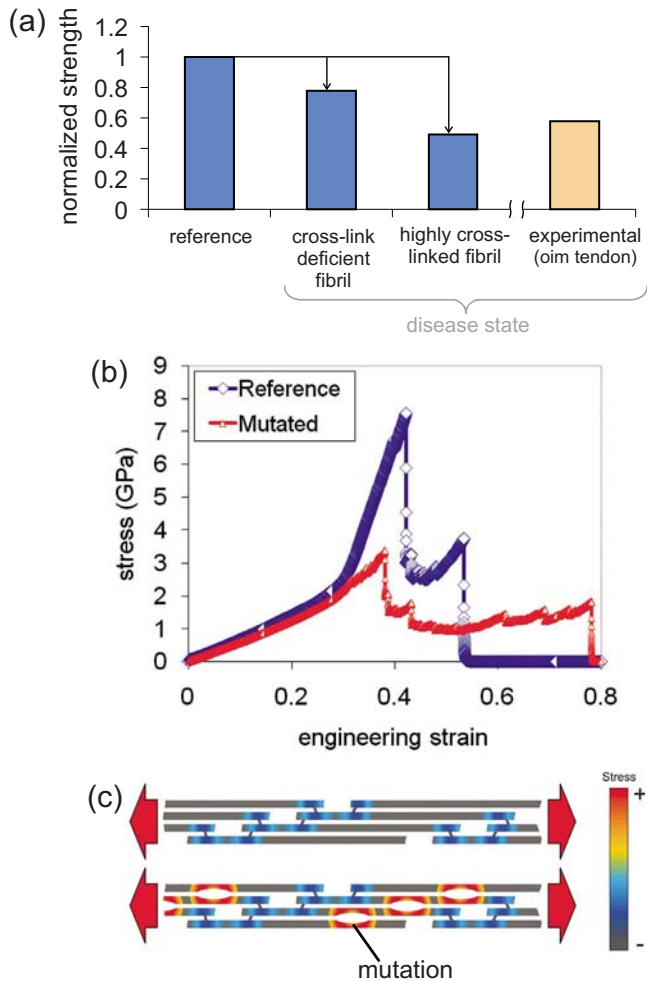 (a)
normalized strength
1.2
1
0.8
0.6
0.4
0.2
0
reference
cross-link
deficient
fibril
highly cross-
linked fibril
experimental
(oim tendon)
disease state
(b)
stress (GPa)
9
8
7
6
5
4
3
2
1
0
Reference
Mutated
0
0.2
0.4
0.6
0.8
engineering strain
(c)
Stress
+
-
mutation